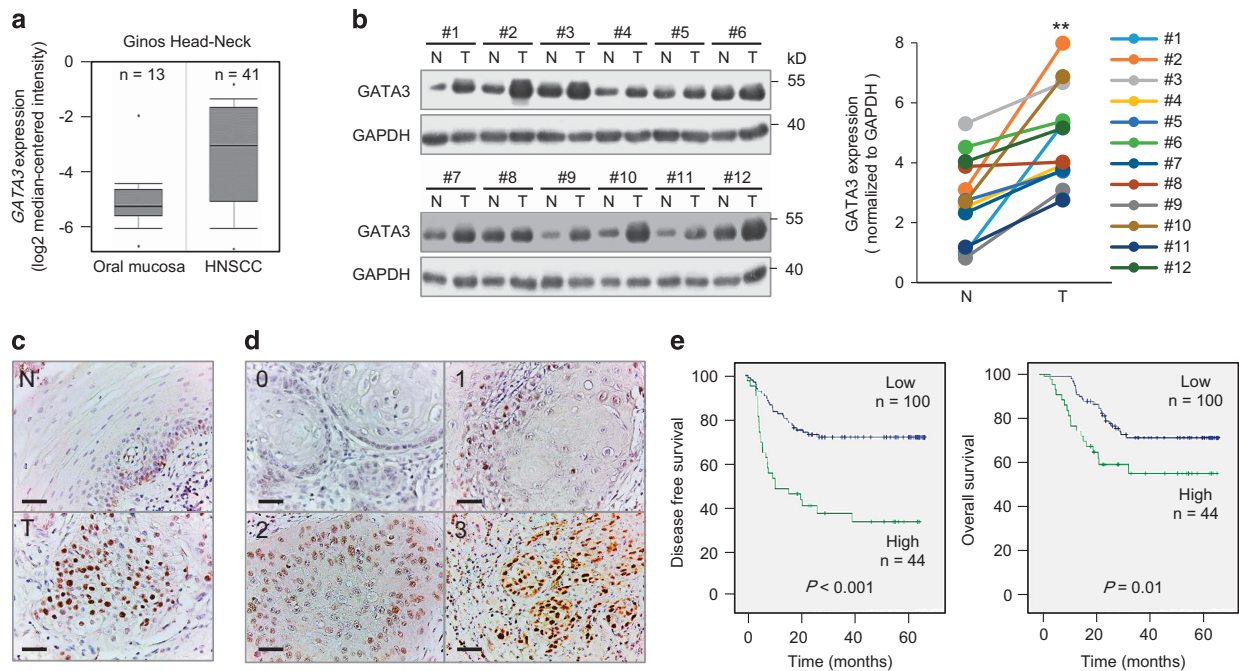 a
Ginos Head-Neck
n = 13
n = 41
0
-2
-4
-6
GATA3 expression
(log2 median-centered intensity)
Oral mucosa
HNSCC
b
#1 #2 #3 #4 #5 #6
N T N T N T N T N T N T
kD
GATA3
55
GAPDH
40
#7 #8 #9 #10 #11 #12
N T N T N T N T N T N T
GATA3
55
GAPDH
40
**
8
6
4
2
0
GATA3 expression
( normalized to GAPDH )
N
T
#1
#2
#3
#4
#5
#6
#7
#8
#9
#10
#11
#12
c
N
T
d
0
1
2
3
e
100
80
60
40
20
0
Disease free survival
Low
n = 100
High
n = 44
P < 0.001
0 20 40 60
Time (months)
100
80
60
40
20
0
Overall survival
Low
n = 100
High
n = 44
P = 0.01
0 20 40 60
Time (months)